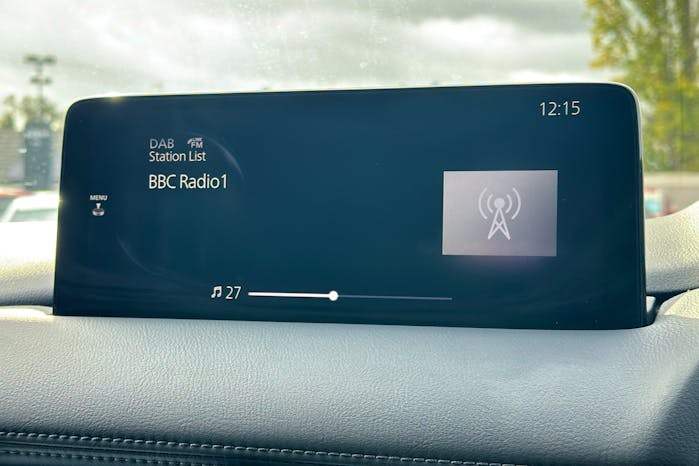 12:15
DAB FM
Station List
BBC Radio1
MENU
27